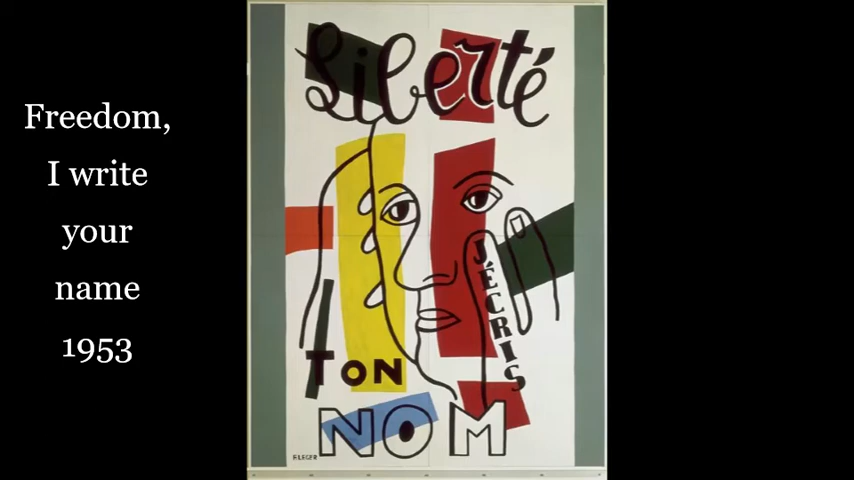 Freedom,
I write
your
name
1953
Liberté
J'ÉCRIS
TON
NOM
F.LEGER